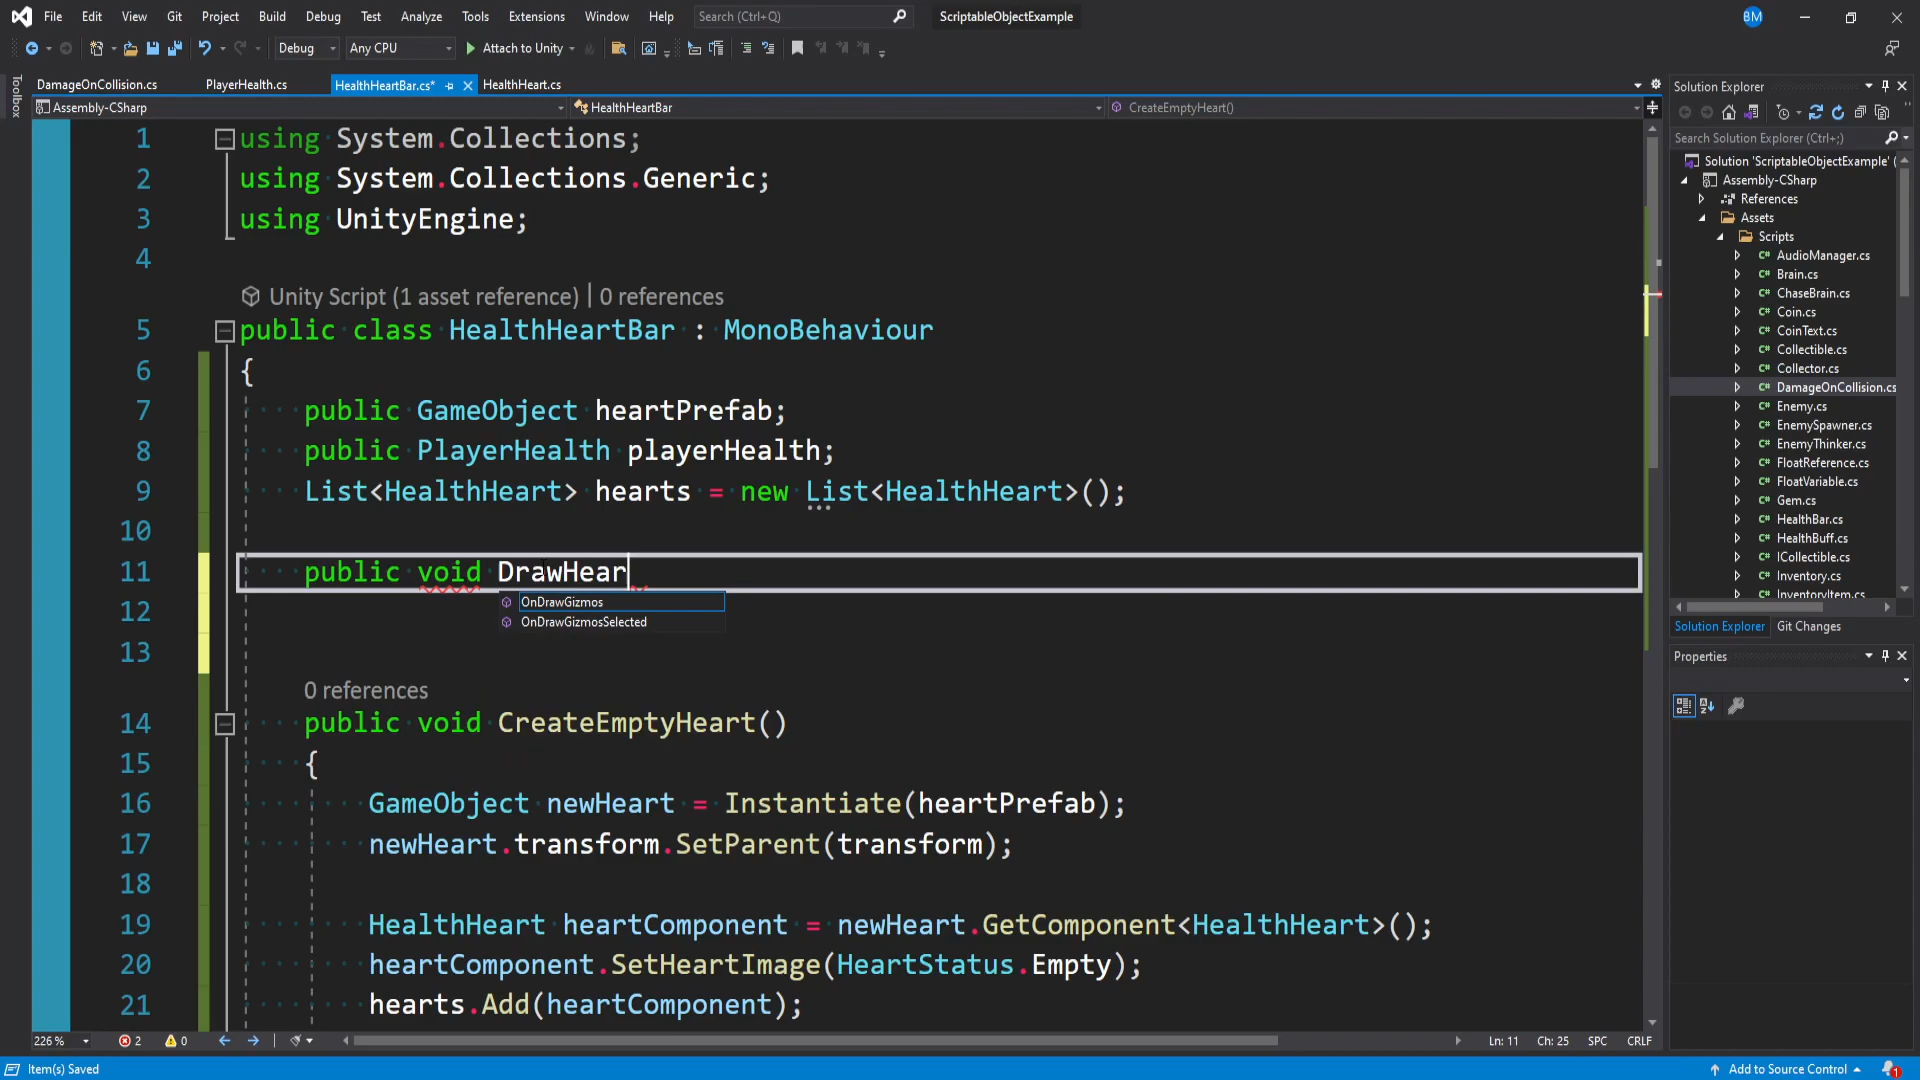 File Edit View Git Project Build Debug Test Analyze Tools Extensions Window Help Search (Ctrl+Q) ScriptableObjectExample BM
Debug Any CPU Attach to Unity
Toolbox
DamageOnCollision.cs PlayerHealth.cs HealthHeartBar.cs* HealthHeart.cs
Assembly-CSharp HealthHeartBar CreateEmptyHeart()
1 using System.Collections;
2 using System.Collections.Generic;
3 using UnityEngine;
4
Unity Script (1 asset reference) | 0 references
5 public class HealthHeartBar : MonoBehaviour
6 {
7 public GameObject heartPrefab;
8 public PlayerHealth playerHealth;
9 List<HealthHeart> hearts = new List<HealthHeart>();
10
11 public void DrawHear
OnDrawGizmos
12
OnDrawGizmosSelected
13
0 references
14 public void CreateEmptyHeart()
15 {
16 GameObject newHeart = Instantiate(heartPrefab);
17 newHeart.transform.SetParent(transform);
18
19 HealthHeart heartComponent = newHeart.GetComponent<HealthHeart>();
20 heartComponent.SetHeartImage(HeartStatus.Empty);
21 hearts.Add(heartComponent);
226 % 2 0 Ln: 11 Ch: 25 SPC CRLF
Solution Explorer
Search Solution Explorer (Ctrl+;)
Solution 'ScriptableObjectExample' (
Assembly-CSharp
References
Assets
Scripts
C# AudioManager.cs
C# Brain.cs
C# ChaseBrain.cs
C# Coin.cs
C# CoinText.cs
C# Collectible.cs
C# Collector.cs
C# DamageOnCollision.cs
C# Enemy.cs
C# EnemySpawner.cs
C# EnemyThinker.cs
C# FloatReference.cs
C# FloatVariable.cs
C# Gem.cs
C# HealthBar.cs
C# HealthBuff.cs
C# ICollectible.cs
C# Inventory.cs
C# InventoryItem.cs
Solution Explorer Git Changes
Properties
Item(s) Saved Add to Source Control 1